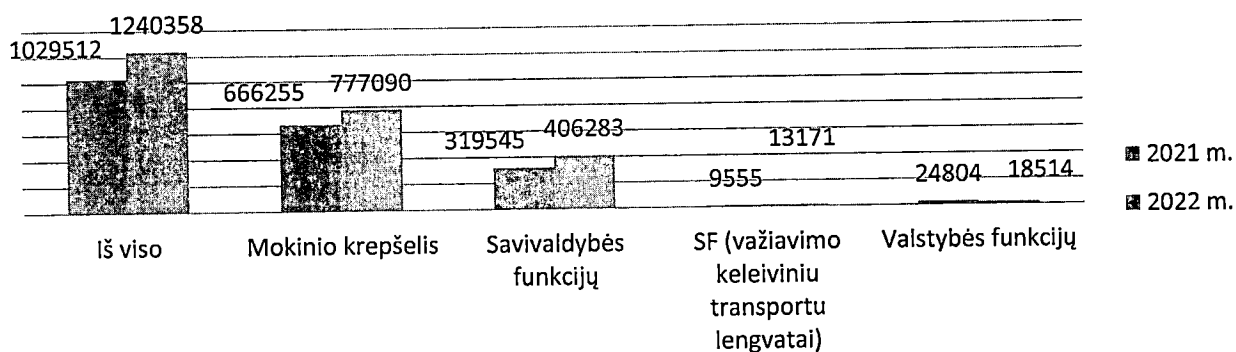 1029512
1240358
666255
777090
319545
406283
9555
13171
24804
18514
Iš viso
Mokinio krepšelis
Savivaldybės
funkcijų
SF (važiavimo
keleiviniu
transportu
lengvatai)
Valstybės funkcijų
2021 m.
2022 m.